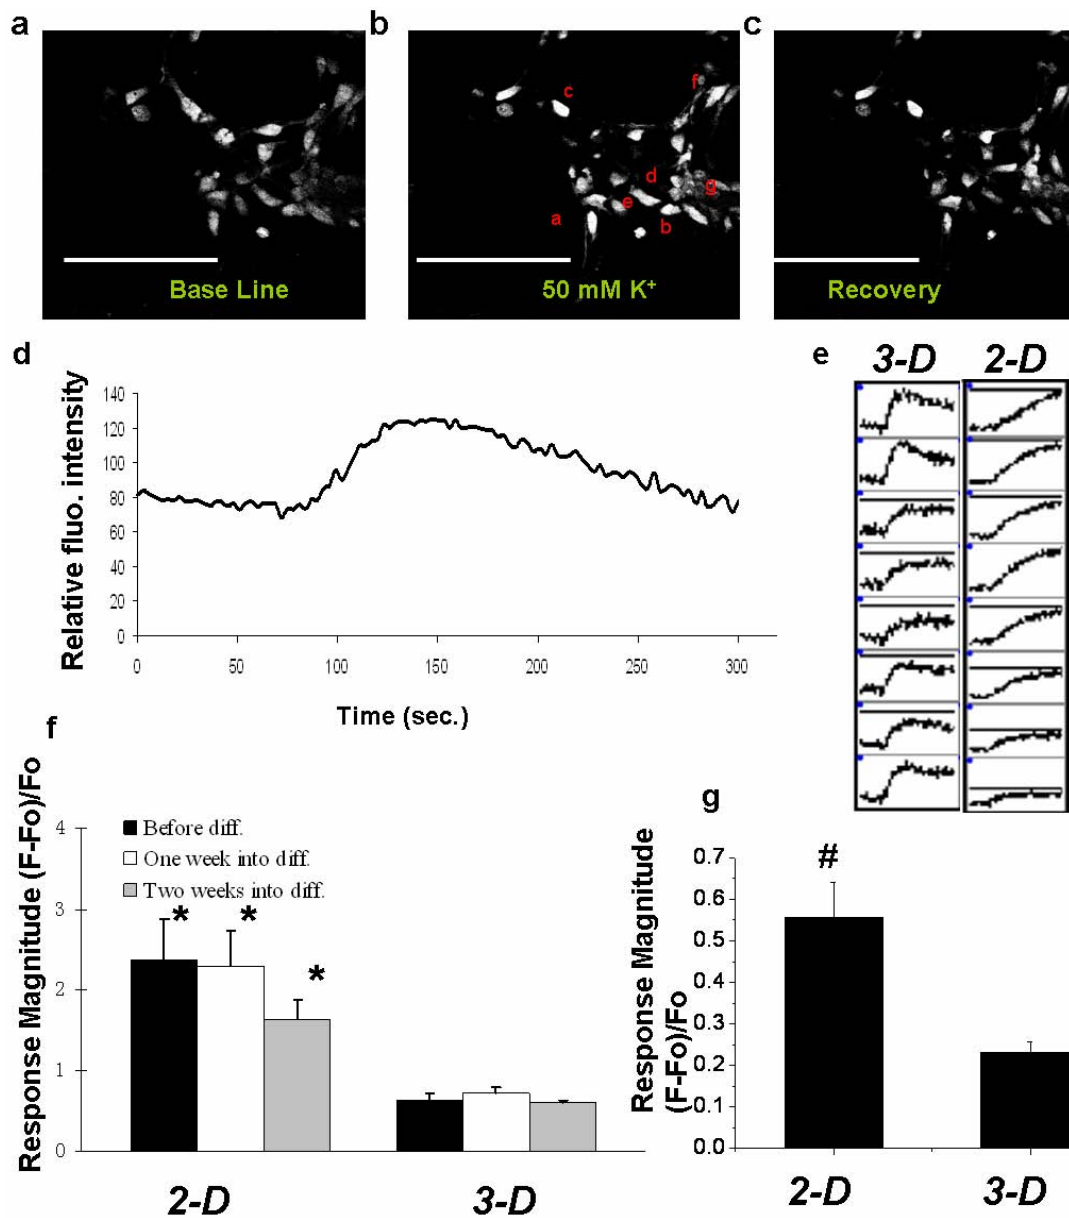 a
b
c
c
f
d
g
e
a
b
Base Line
50 mM K⁺
Recovery
d
Relative fluo. intensity
140
120
100
80
60
40
20
0
0
50
100
150
200
250
300
Time (sec.)
e
3-D
2-D
f
Response Magnitude (F-Fo)/Fo
4
3
2
1
0
Before diff.
One week into diff.
Two weeks into diff.
*
*
*
2-D
3-D
g
Response Magnitude
(F-Fo)/Fo
0.7
0.6
0.5
0.4
0.3
0.2
0.1
0.0
#
2-D
3-D